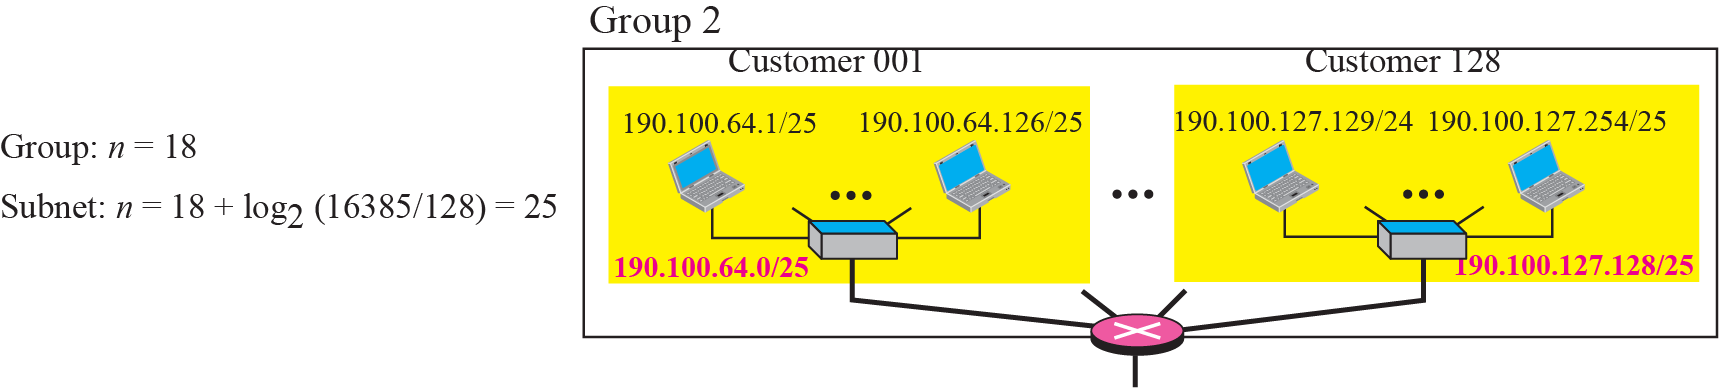 Group 2
Customer 001
Customer 128
190.100.64.1/25
190.100.64.126/25
190.100.127.129/24
190.100.127.254/25
Group: n = 18
Subnet: n = 18 + log2 (16385/128) = 25
190.100.64.0/25
190.100.127.128/25